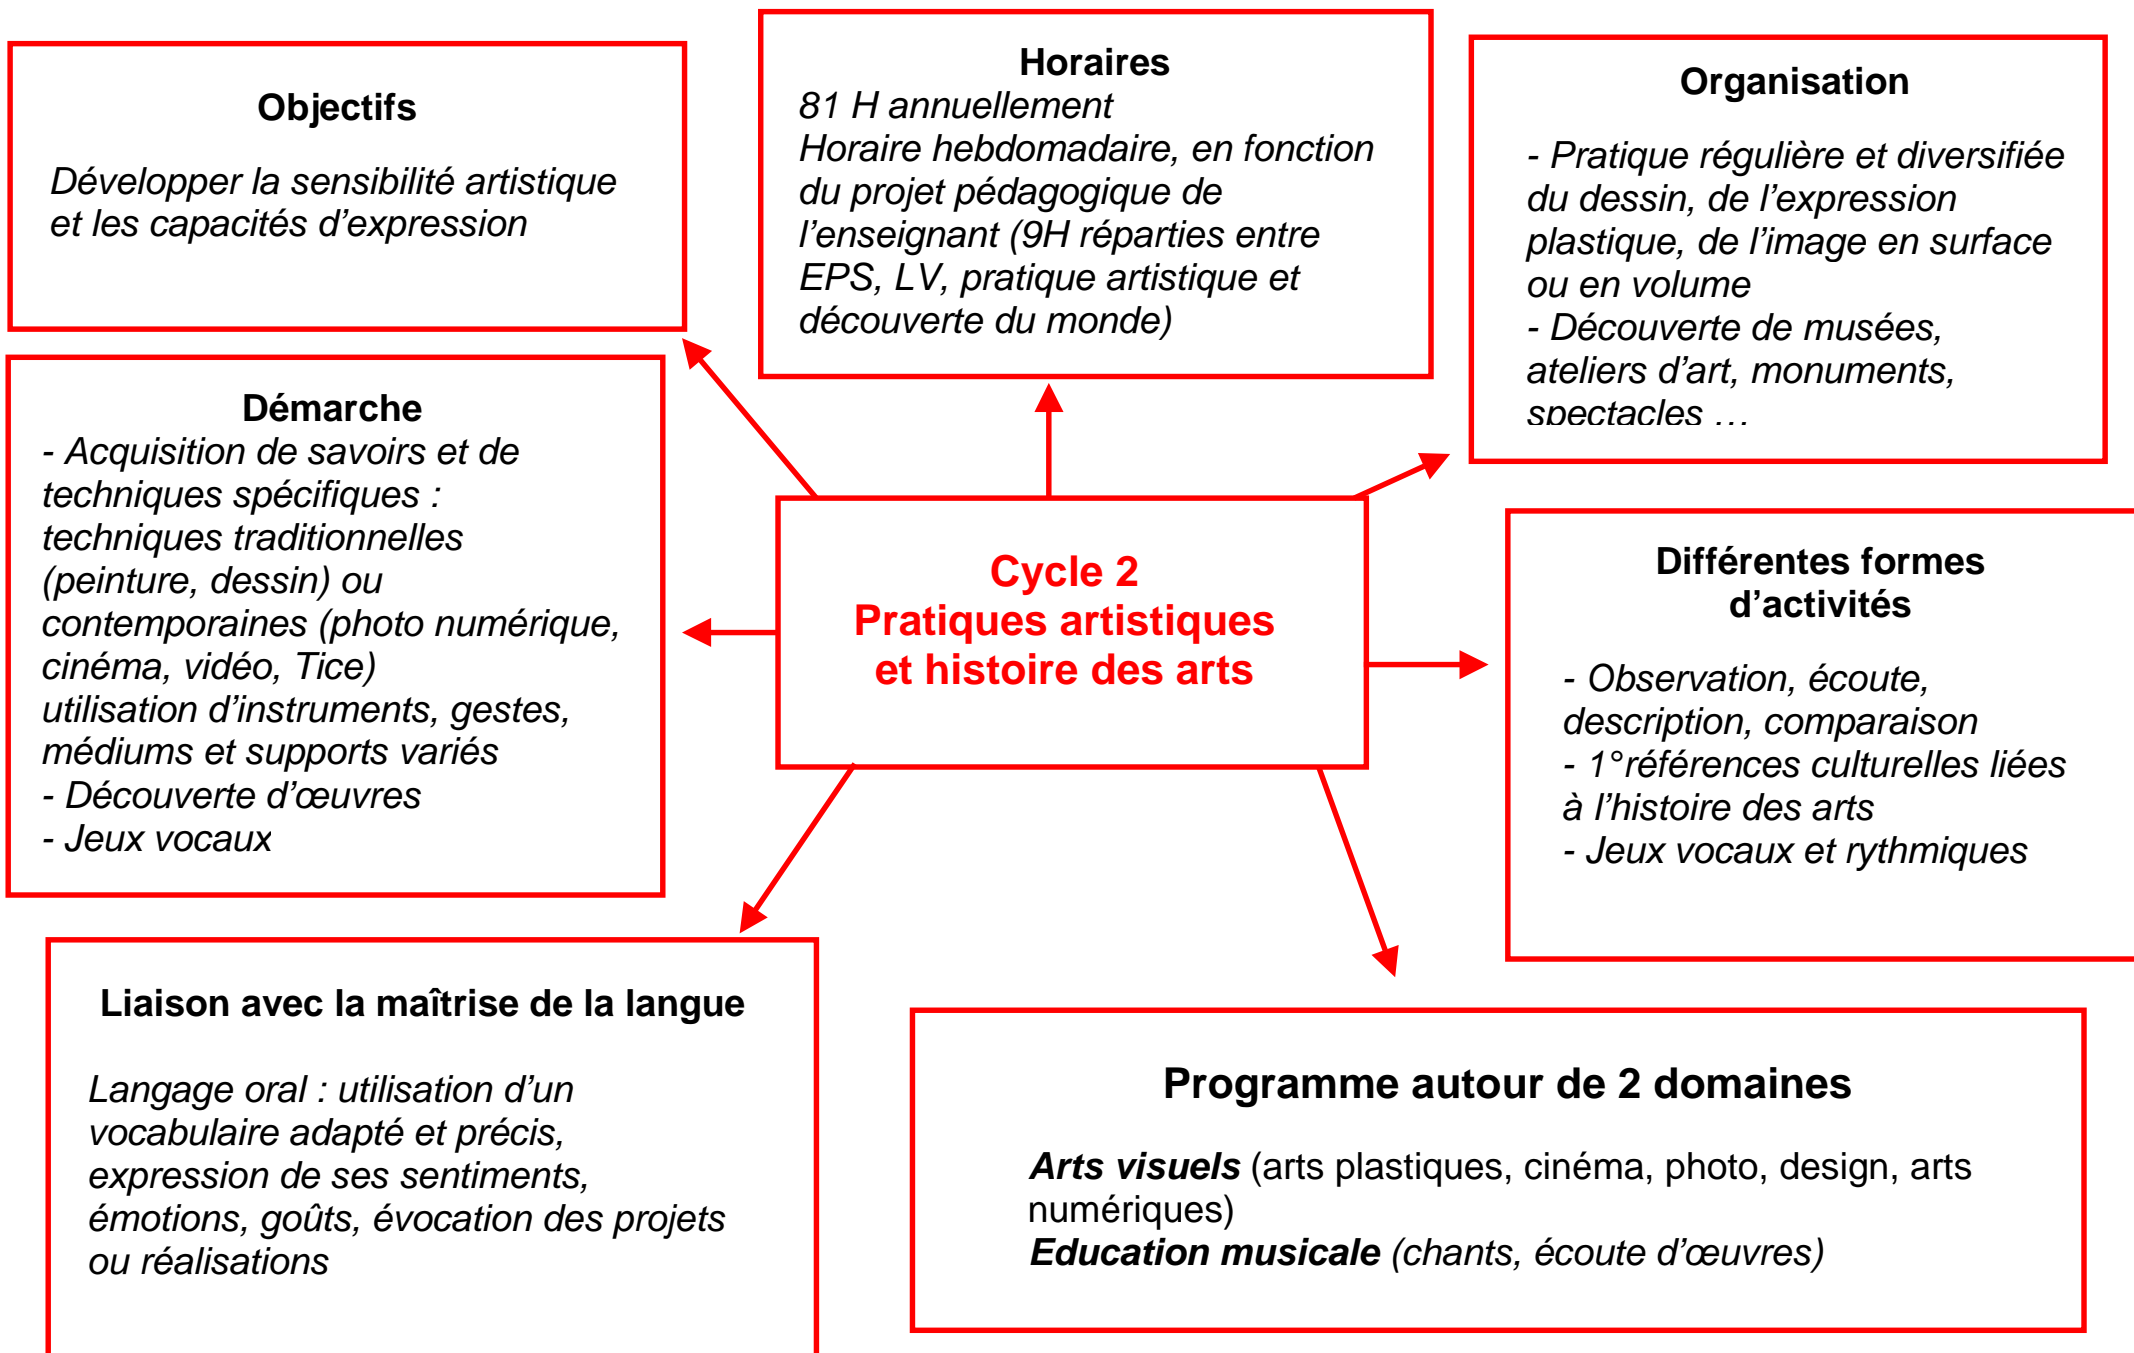 Objectifs
Développer la sensibilité artistique
et les capacités d’expression
Horaires
81 H annuellement
Horaire hebdomadaire, en fonction
du projet pédagogique de
l’enseignant (9H réparties entre
EPS, LV, pratique artistique et
découverte du monde)
Organisation
- Pratique régulière et diversifiée
du dessin, de l’expression
plastique, de l’image en surface
ou en volume
- Découverte de musées,
ateliers d’art, monuments,
spectacles …
Démarche
- Acquisition de savoirs et de
techniques spécifiques :
techniques traditionnelles
(peinture, dessin) ou
contemporaines (photo numérique,
cinéma, vidéo, Tice)
utilisation d’instruments, gestes,
médiums et supports variés
- Découverte d’œuvres
- Jeux vocaux
Cycle 2
Pratiques artistiques
et histoire des arts
Différentes formes
d’activités
- Observation, écoute,
description, comparaison
- 1°références culturelles liées
à l’histoire des arts
- Jeux vocaux et rythmiques
Liaison avec la maîtrise de la langue
Langage oral : utilisation d’un
vocabulaire adapté et précis,
expression de ses sentiments,
émotions, goûts, évocation des projets
ou réalisations
Programme autour de 2 domaines
Arts visuels (arts plastiques, cinéma, photo, design, arts
numériques)
Education musicale (chants, écoute d’œuvres)